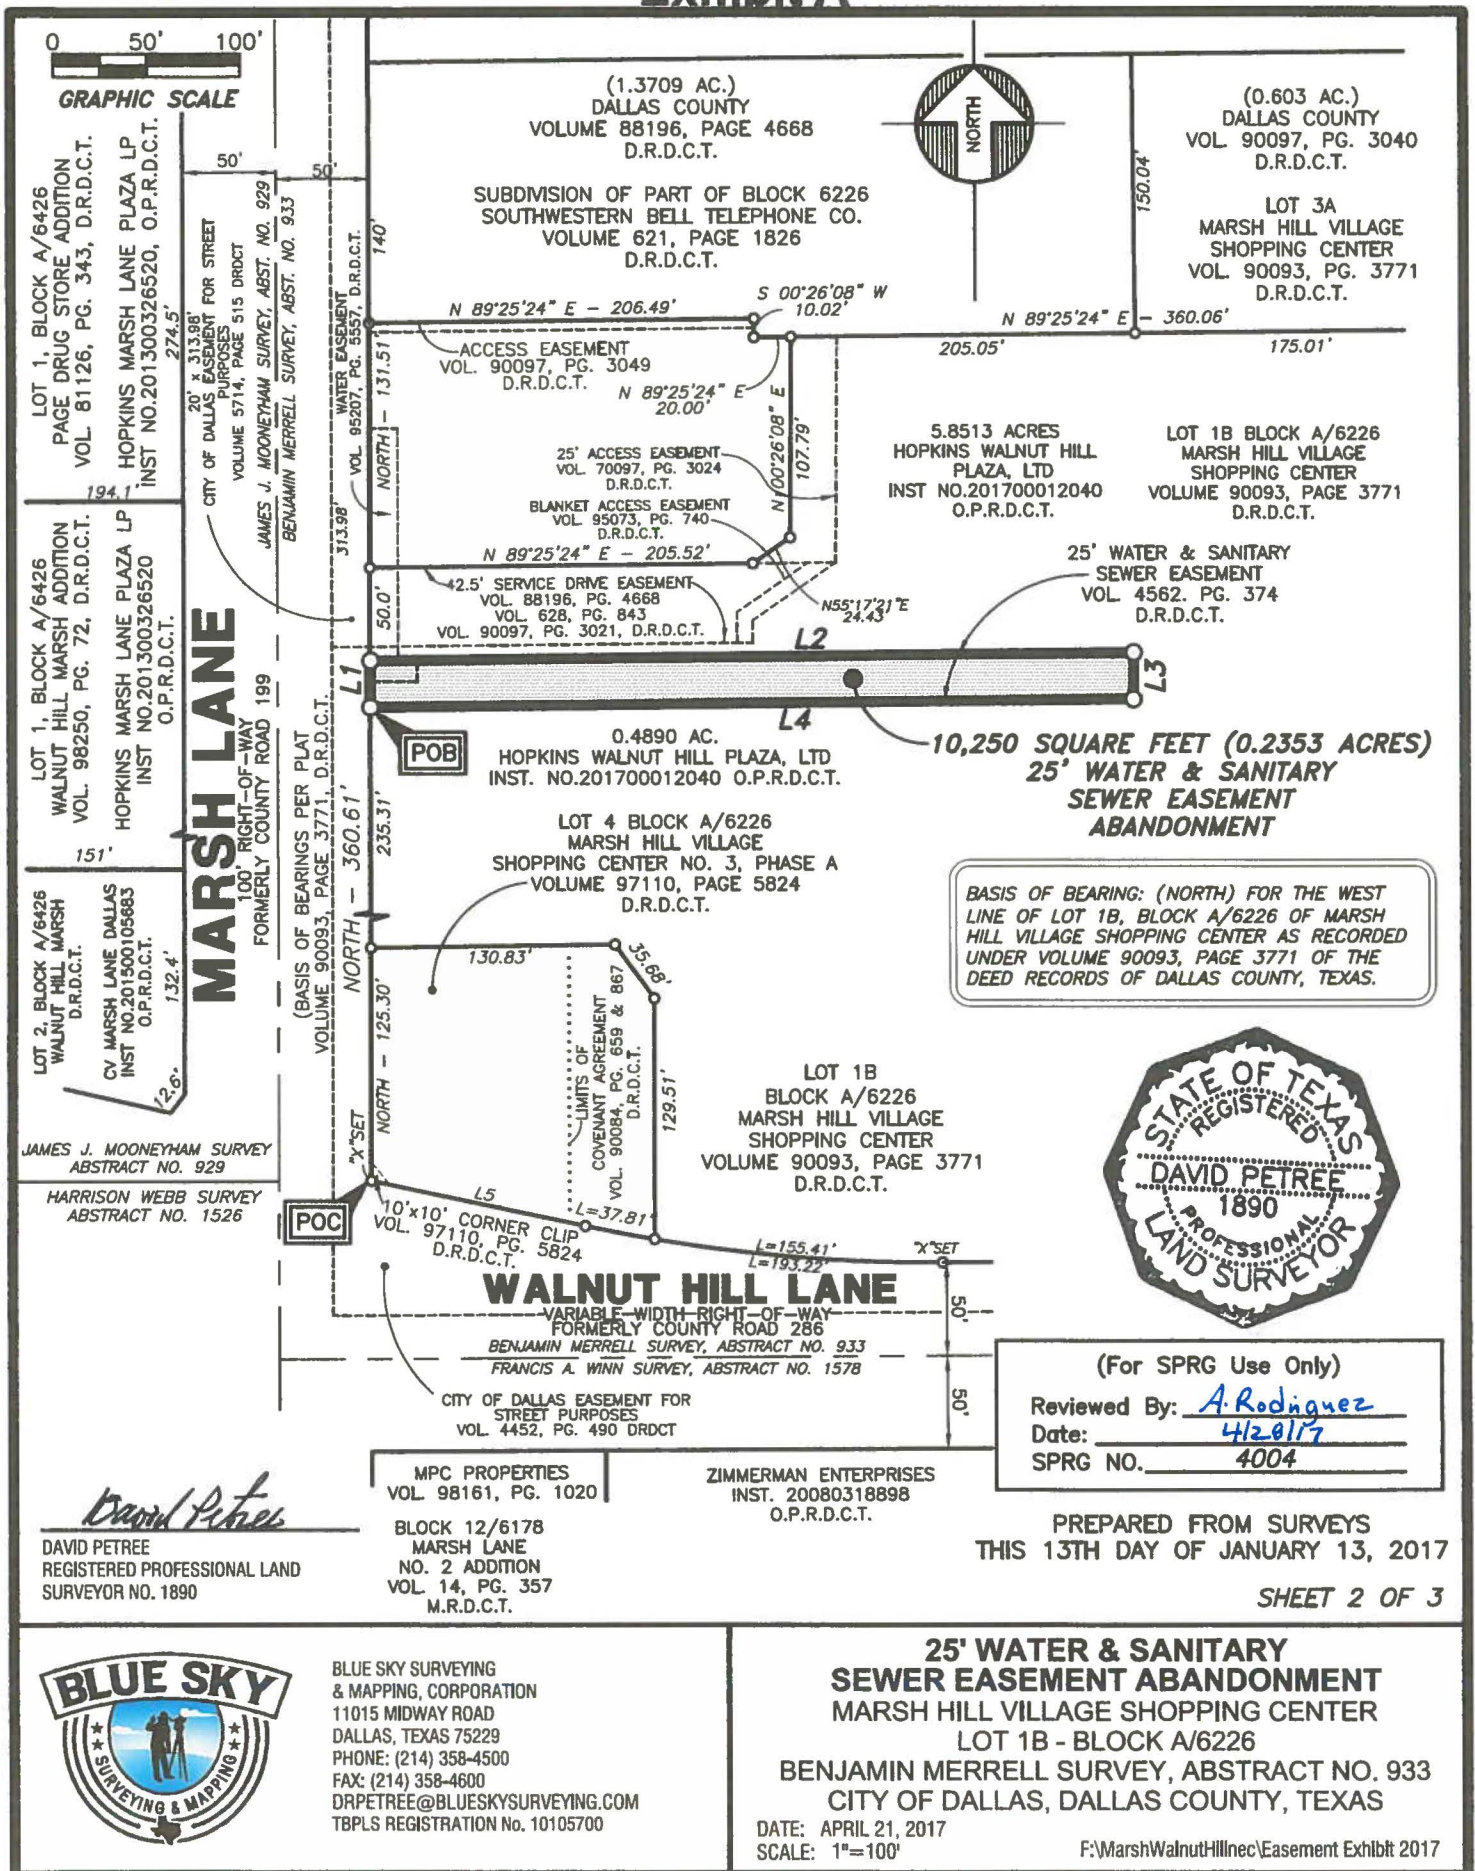 0 50' 100'
GRAPHIC SCALE
LOT 1, BLOCK A/6426
PAGE DRUG STORE ADDITION
VOL. 81126, PG. 343, D.R.D.C.T.
HOPKINS MARSH LANE PLAZA LP
INST NO.201300326520, O.P.R.D.C.T.
274.5'
194.1'
50'
50'
20' x 313.98'
CITY OF DALLAS EASEMENT FOR STREET
PURPOSES
VOLUME 5714, PAGE 515 DRDCT
JAMES J. MOONEYHAM SURVEY, ABST. NO. 929
BENJAMIN MERRELL SURVEY, ABST. NO. 933
WATER EASEMENT
VOL. 95207, PG. 5557, D.R.D.C.T.
313.98'
140'
NORTH - 131.51'
50.0'
(1.3709 AC.)
DALLAS COUNTY
VOLUME 88196, PAGE 4668
D.R.D.C.T.
SUBDIVISION OF PART OF BLOCK 6226
SOUTHWESTERN BELL TELEPHONE CO.
VOLUME 621, PAGE 1826
D.R.D.C.T.
NORTH
150.04'
(0.603 AC.)
DALLAS COUNTY
VOL. 90097, PG. 3040
D.R.D.C.T.
LOT 3A
MARSH HILL VILLAGE
SHOPPING CENTER
VOL. 90093, PG. 3771
D.R.D.C.T.
N 89°25'24" E - 206.49'
S 00°26'08" W
10.02'
N 89°25'24" E - 360.06'
205.05'
175.01'
ACCESS EASEMENT
VOL. 90097, PG. 3049
D.R.D.C.T.
N 89°25'24" E
20.00'
N 00°26'08" E
107.79'
25' ACCESS EASEMENT
VOL. 70097, PG. 3024
D.R.D.C.T.
BLANKET ACCESS EASEMENT
VOL. 95073, PG. 740
D.R.D.C.T.
5.8513 ACRES
HOPKINS WALNUT HILL
PLAZA, LTD
INST NO.201700012040
O.P.R.D.C.T.
LOT 1B BLOCK A/6226
MARSH HILL VILLAGE
SHOPPING CENTER
VOLUME 90093, PAGE 3771
D.R.D.C.T.
N 89°25'24" E - 205.52'
42.5' SERVICE DRIVE EASEMENT
VOL. 88196, PG. 4668
VOL. 628, PG. 843
VOL. 90097, PG. 3021, D.R.D.C.T.
N55°17'21"E
24.43'
25' WATER & SANITARY
SEWER EASEMENT
VOL. 4562. PG. 374
D.R.D.C.T.
L1
L2
L3
L4
POB
LOT 1, BLOCK A/6426
WALNUT HILL MARSH ADDITION
VOL. 98250, PG. 72, D.R.D.C.T.
HOPKINS MARSH LANE PLAZA LP
INST NO.201300326520
O.P.R.D.C.T.
151'
MARSH LANE
100' RIGHT-OF-WAY
FORMERLY COUNTY ROAD 199
(BASIS OF BEARINGS PER PLAT
VOLUME 90093, PAGE 3771, D.R.D.C.T.
NORTH - 360.61'
235.31'
0.4890 AC.
HOPKINS WALNUT HILL PLAZA, LTD
INST. NO.201700012040 O.P.R.D.C.T.
10,250 SQUARE FEET (0.2353 ACRES)
25' WATER & SANITARY
SEWER EASEMENT
ABANDONMENT
LOT 4 BLOCK A/6226
MARSH HILL VILLAGE
SHOPPING CENTER NO. 3, PHASE A
VOLUME 97110, PAGE 5824
D.R.D.C.T.
BASIS OF BEARING: (NORTH) FOR THE WEST
LINE OF LOT 1B, BLOCK A/6226 OF MARSH
HILL VILLAGE SHOPPING CENTER AS RECORDED
UNDER VOLUME 90093, PAGE 3771 OF THE
DEED RECORDS OF DALLAS COUNTY, TEXAS.
LOT 2, BLOCK A/6426
WALNUT HILL MARSH
D.R.D.C.T.
CV MARSH LANE DALLAS
INST NO.201500105683
O.P.R.D.C.T.
132.4'
12.6'
130.83'
35.68'
NORTH - 125.30'
"X"SET
LIMITS OF
COVENANT AGREEMENT
VOL. 90084, PG. 659 & 867
D.R.D.C.T.
129.51'
LOT 1B
BLOCK A/6226
MARSH HILL VILLAGE
SHOPPING CENTER
VOLUME 90093, PAGE 3771
D.R.D.C.T.
STATE OF TEXAS
REGISTERED
DAVID PETREE
1890
PROFESSIONAL
LAND SURVEYOR
JAMES J. MOONEYHAM SURVEY
ABSTRACT NO. 929
HARRISON WEBB SURVEY
ABSTRACT NO. 1526
POC
L5
10'x10' CORNER CLIP
VOL. 97110, PG. 5824
D.R.D.C.T.
L=37.81'
L=155.41'
L=193.22'
"X"SET
WALNUT HILL LANE
VARIABLE-WIDTH-RIGHT-OF-WAY
FORMERLY COUNTY ROAD 286
BENJAMIN MERRELL SURVEY, ABSTRACT NO. 933
FRANCIS A. WINN SURVEY, ABSTRACT NO. 1578
50'
50'
CITY OF DALLAS EASEMENT FOR
STREET PURPOSES
VOL. 4452, PG. 490 DRDCT
(For SPRG Use Only)
Reviewed By: A. Rodriguez
Date: 4/28/17
SPRG NO. 4004
MPC PROPERTIES
VOL. 98161, PG. 1020
BLOCK 12/6178
MARSH LANE
NO. 2 ADDITION
VOL. 14, PG. 357
M.R.D.C.T.
ZIMMERMAN ENTERPRISES
INST. 20080318898
O.P.R.D.C.T.
David Petree
DAVID PETREE
REGISTERED PROFESSIONAL LAND
SURVEYOR NO. 1890
PREPARED FROM SURVEYS
THIS 13TH DAY OF JANUARY 13, 2017
SHEET 2 OF 3
BLUE SKY
SURVEYING & MAPPING
BLUE SKY SURVEYING
& MAPPING, CORPORATION
11015 MIDWAY ROAD
DALLAS, TEXAS 75229
PHONE: (214) 358-4500
FAX: (214) 358-4600
DRPETREE@BLUESKYSURVEYING.COM
TBPLS REGISTRATION No. 10105700
25' WATER & SANITARY
SEWER EASEMENT ABANDONMENT
MARSH HILL VILLAGE SHOPPING CENTER
LOT 1B - BLOCK A/6226
BENJAMIN MERRELL SURVEY, ABSTRACT NO. 933
CITY OF DALLAS, DALLAS COUNTY, TEXAS
DATE: APRIL 21, 2017
SCALE: 1"=100'
F:\MarshWalnutHillnec\Easement Exhibit 2017